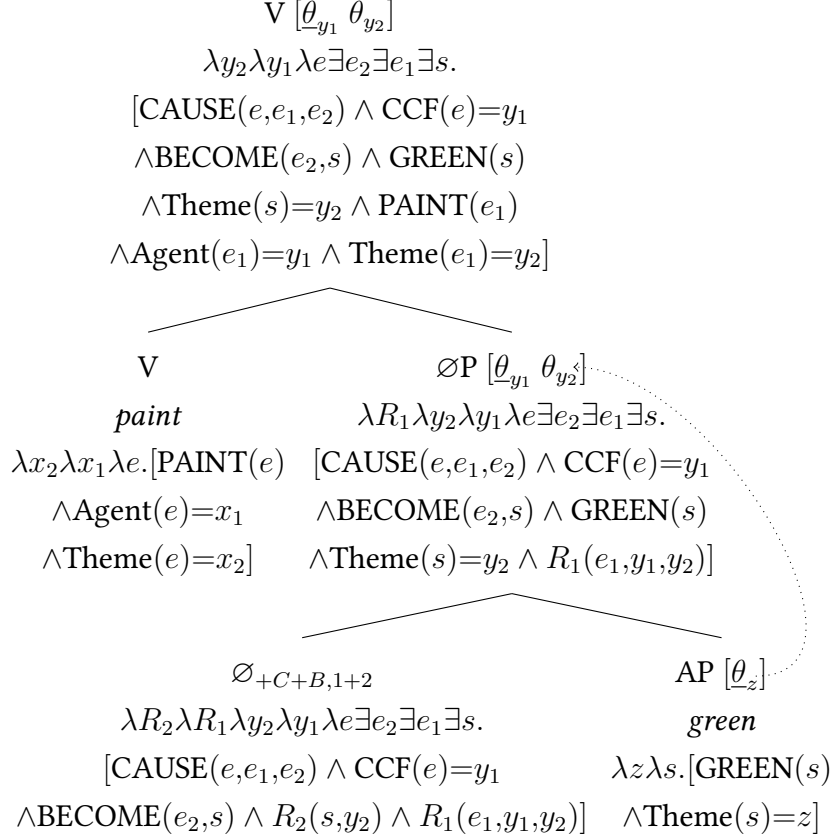 V [θ̲_{y₁} θ_{y₂}]
λy₂λy₁λe∃e₂∃e₁∃s.
[CAUSE(e,e₁,e₂) ∧ CCF(e)=y₁
∧BECOME(e₂,s) ∧ GREEN(s)
∧Theme(s)=y₂ ∧ PAINT(e₁)
∧Agent(e₁)=y₁ ∧ Theme(e₁)=y₂]
V
paint
λx₂λx₁λe.[PAINT(e)
∧Agent(e)=x₁
∧Theme(e)=x₂]
∅P [θ̲_{y₁} θ_{y₂}]
λR₁λy₂λy₁λe∃e₂∃e₁∃s.
[CAUSE(e,e₁,e₂) ∧ CCF(e)=y₁
∧BECOME(e₂,s) ∧ GREEN(s)
∧Theme(s)=y₂ ∧ R₁(e₁,y₁,y₂)]
∅_{+C+B,1+2}
λR₂λR₁λy₂λy₁λe∃e₂∃e₁∃s.
[CAUSE(e,e₁,e₂) ∧ CCF(e)=y₁
∧BECOME(e₂,s) ∧ R₂(s,y₂) ∧ R₁(e₁,y₁,y₂)]
AP [θ̲_z]
green
λzλs.[GREEN(s)
∧Theme(s)=z]